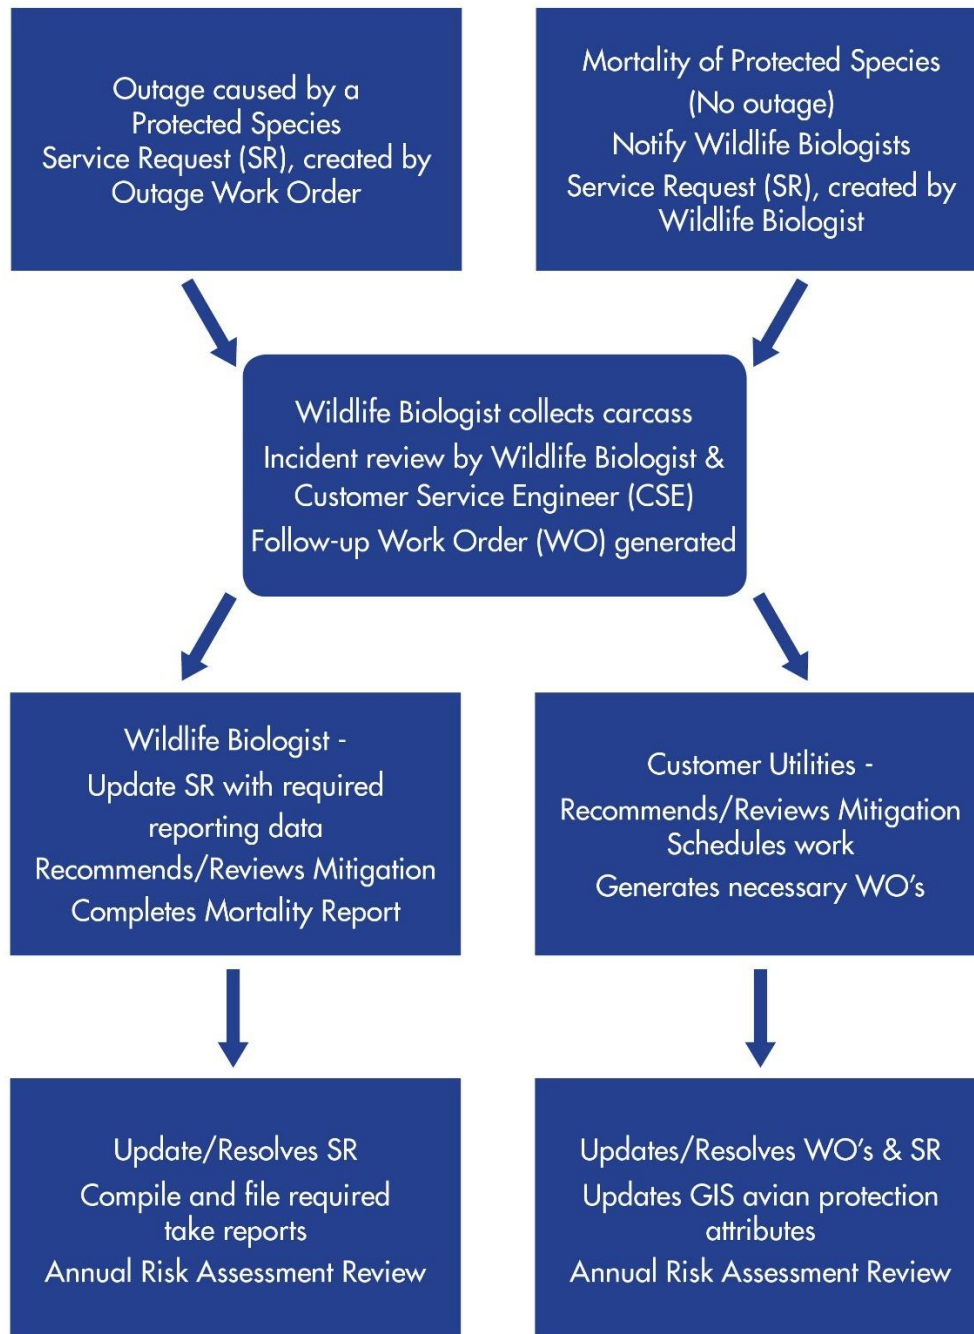 Outage caused by a
Protected Species
Service Request (SR), created by
Outage Work Order
Mortality of Protected Species
(No outage)
Notify Wildlife Biologists
Service Request (SR), created by
Wildlife Biologist
Wildlife Biologist collects carcass
Incident review by Wildlife Biologist &
Customer Service Engineer (CSE)
Follow-up Work Order (WO) generated
Wildlife Biologist -
Update SR with required
reporting data
Recommends/Reviews Mitigation
Completes Mortality Report
Customer Utilities -
Recommends/Reviews Mitigation
Schedules work
Generates necessary WO's
Update/Resolves SR
Compile and file required
take reports
Annual Risk Assessment Review
Updates/Resolves WO's & SR
Updates GIS avian protection
attributes
Annual Risk Assessment Review